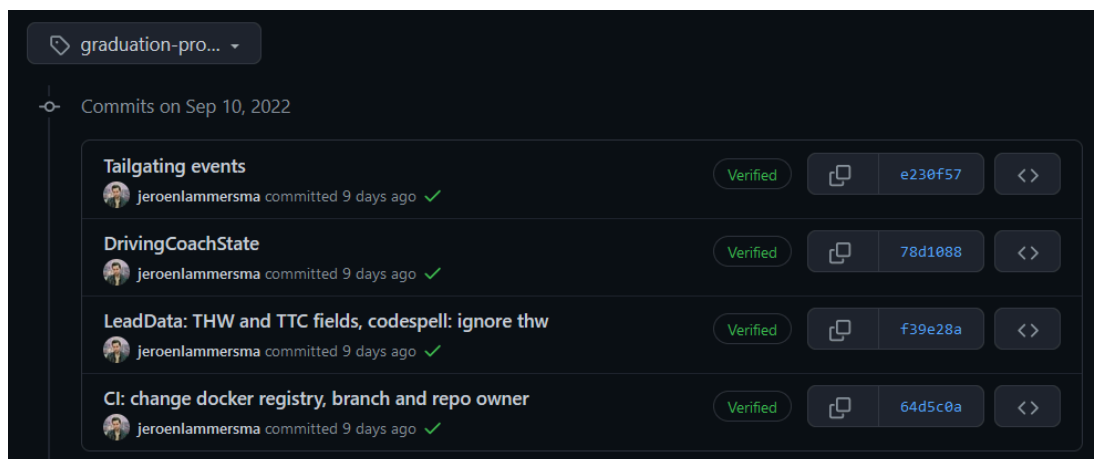 graduation-pro...
Commits on Sep 10, 2022
Tailgating events
Verified
e230f57
jeroenlammersma committed 9 days ago
DrivingCoachState
Verified
78d1088
jeroenlammersma committed 9 days ago
LeadData: THW and TTC fields, codespell: ignore thw
Verified
f39e28a
jeroenlammersma committed 9 days ago
CI: change docker registry, branch and repo owner
Verified
64d5c0a
jeroenlammersma committed 9 days ago